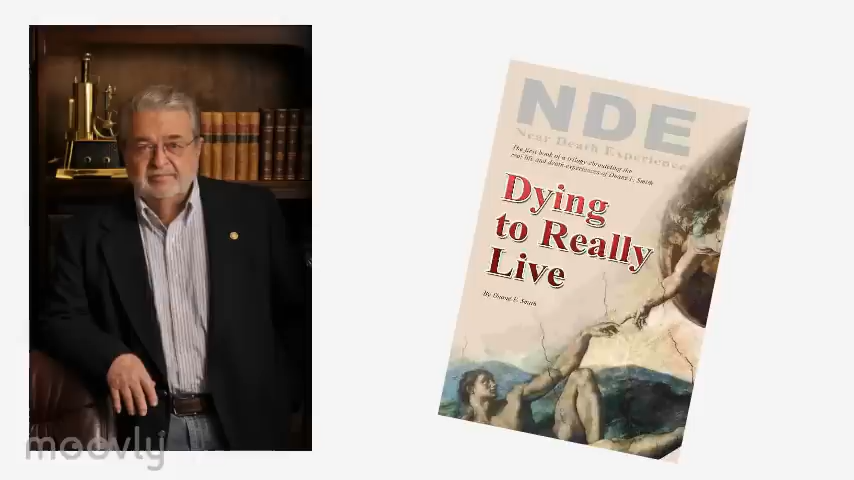 NDE
Near Death Experience
The first book of a trilogy chronicling the
real life and death experiences of Duane E. Smith
Dying
to Really
Live
By Duane E. Smith
moovly